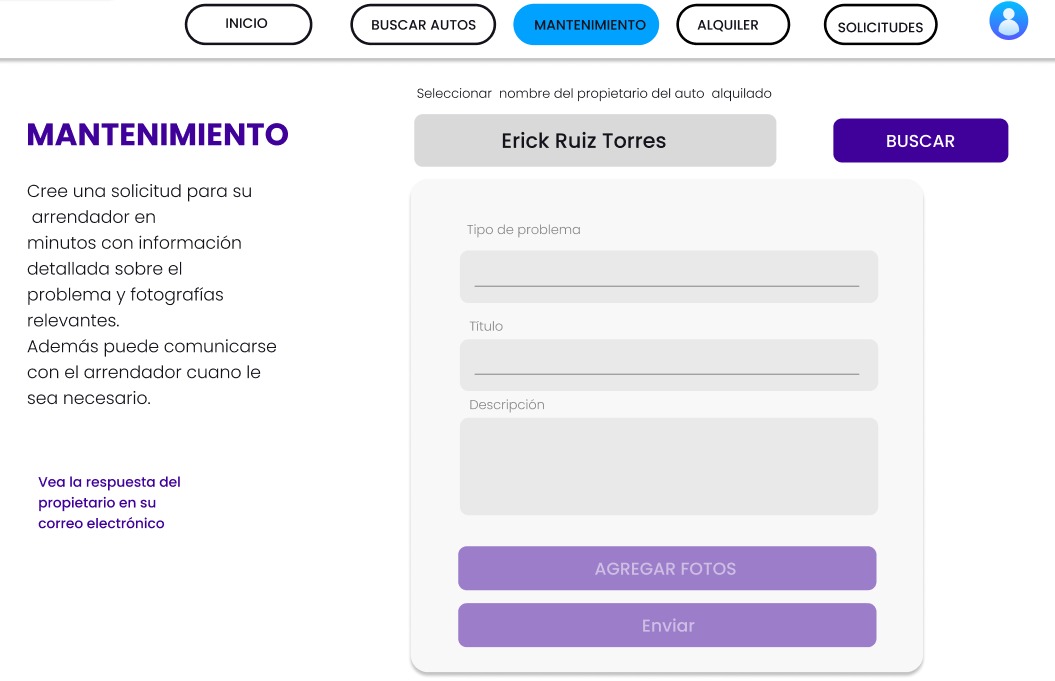 INICIO
BUSCAR AUTOS
MANTENIMIENTO
ALQUILER
SOLICITUDES
Seleccionar nombre del propietario del auto alquilado
MANTENIMIENTO
Erick Ruiz Torres
BUSCAR
Cree una solicitud para su
arrendador en
minutos con información
detallada sobre el
problema y fotografías
relevantes.
Además puede comunicarse
con el arrendador cuano le
sea necesario.
Vea la respuesta del
propietario en su
correo electrónico
Tipo de problema
Título
Descripción
AGREGAR FOTOS
Enviar